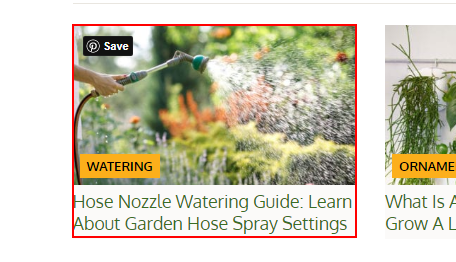 Save
WATERING
Hose Nozzle Watering Guide: Learn
About Garden Hose Spray Settings
ORNAME
What Is A
Grow A L